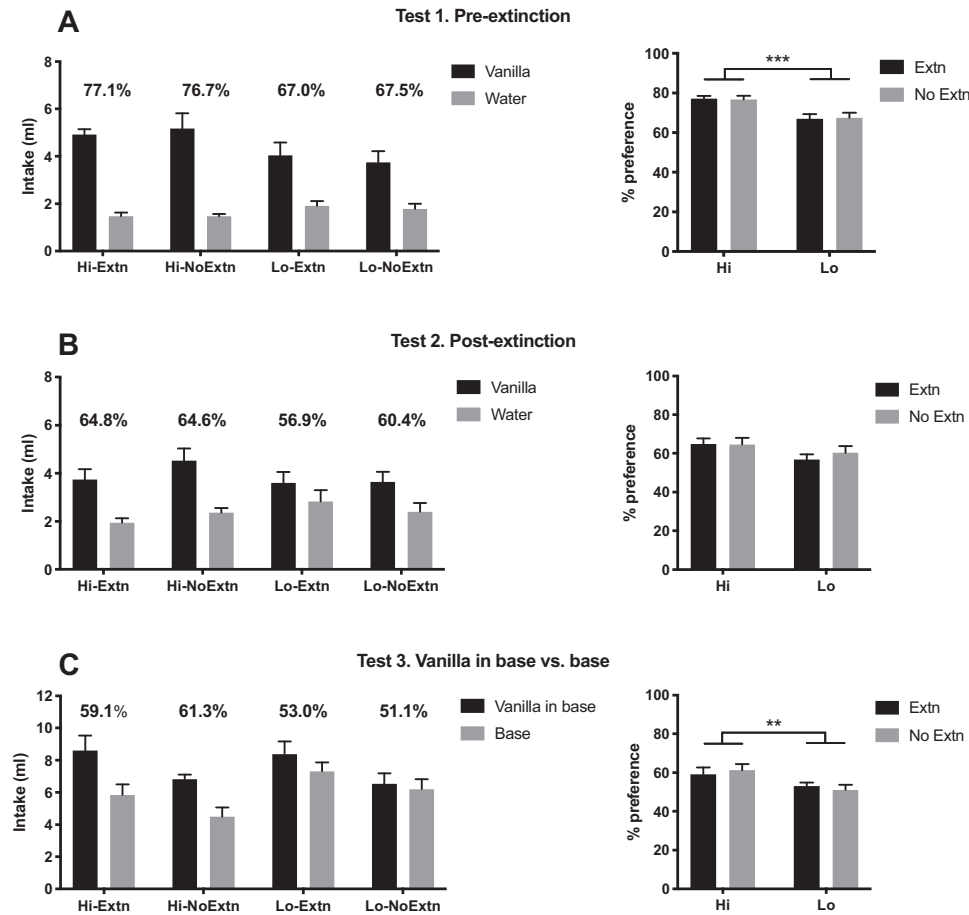 A
Test 1. Pre-extinction
8
6
4
2
0
Intake (ml)
77.1% 76.7% 67.0% 67.5%
Vanilla
Water
Hi-Extn Hi-NoExtn Lo-Extn Lo-NoExtn
100
80
60
40
20
0
% preference
***
Extn
No Extn
Hi Lo
B
Test 2. Post-extinction
8
6
4
2
0
Intake (ml)
64.8% 64.6% 56.9% 60.4%
Vanilla
Water
Hi-Extn Hi-NoExtn Lo-Extn Lo-NoExtn
100
80
60
40
20
0
% preference
Extn
No Extn
Hi Lo
C
Test 3. Vanilla in base vs. base
12
10
8
6
4
2
0
Intake (ml)
59.1% 61.3% 53.0% 51.1%
Vanilla in base
Base
Hi-Extn Hi-NoExtn Lo-Extn Lo-NoExtn
100
80
60
40
20
0
% preference
**
Extn
No Extn
Hi Lo